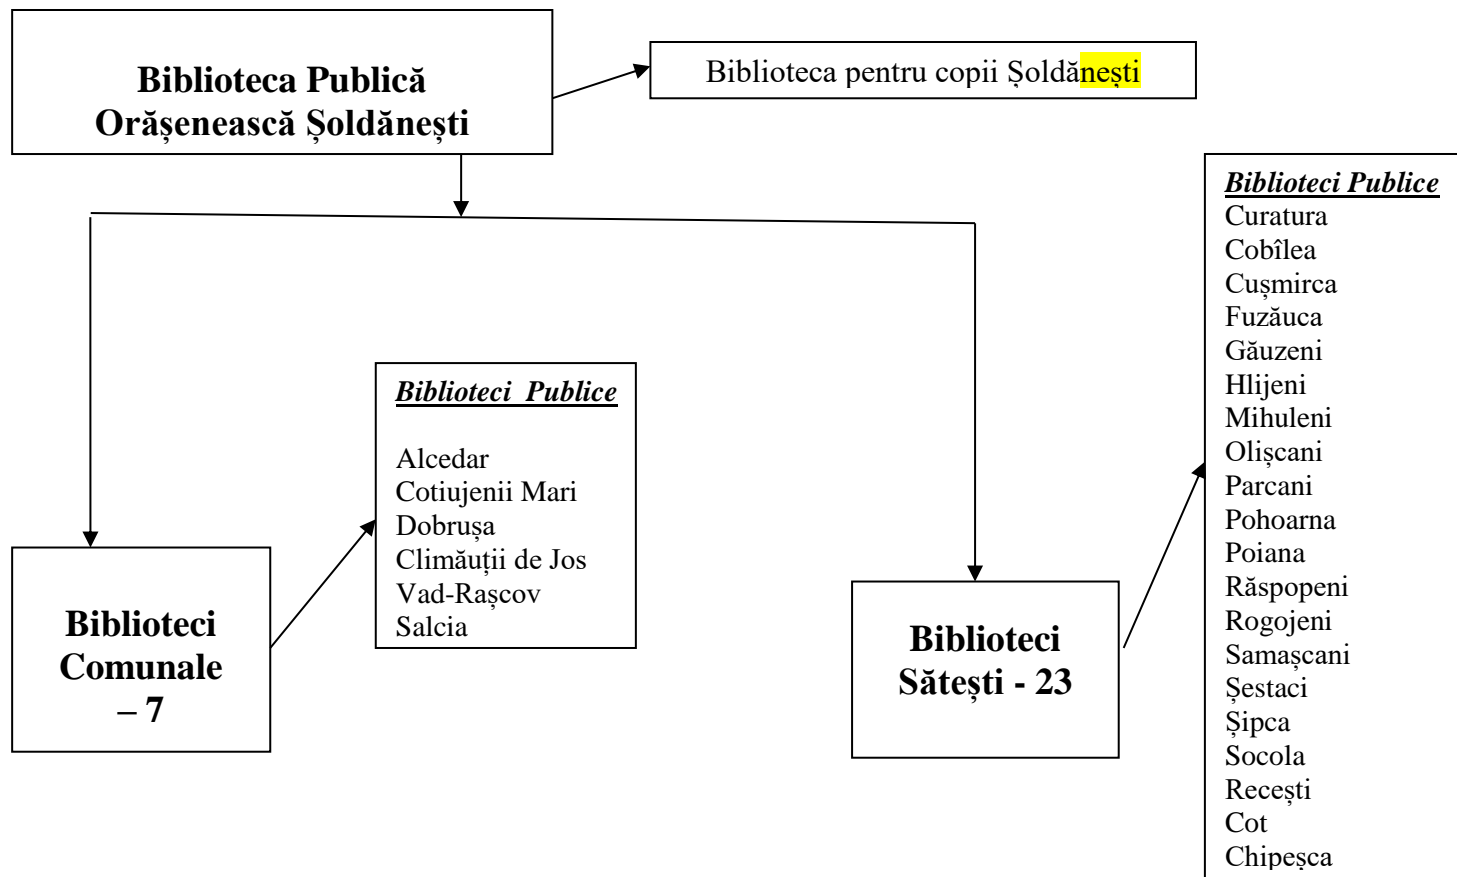 Biblioteca Publică
Orășenească Șoldănești
Biblioteca pentru copii Șoldănești
Biblioteci Publice
Alcedar
Cotiujenii Mari
Dobrușa
Climăuții de Jos
Vad-Rașcov
Salcia
Biblioteci
Comunale
– 7
Biblioteci
Sătești - 23
Biblioteci Publice
Curatura
Cobîlea
Cușmirca
Fuzăuca
Găuzeni
Hlijeni
Mihuleni
Olișcani
Parcani
Pohoarna
Poiana
Răspopeni
Rogojeni
Samașcani
Șestaci
Șipca
Socola
Recești
Cot
Chipeșca